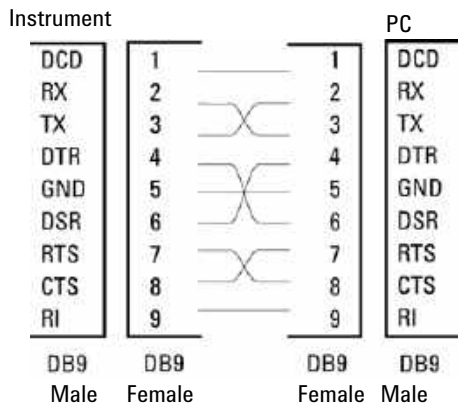 Instrument PC
DCD 1 1 DCD
RX 2 2 RX
TX 3 3 TX
DTR 4 4 DTR
GND 5 5 GND
DSR 6 6 DSR
RTS 7 7 RTS
CTS 8 8 CTS
RI 9 9 RI
DB9 DB9 DB9 DB9
Male Female Female Male